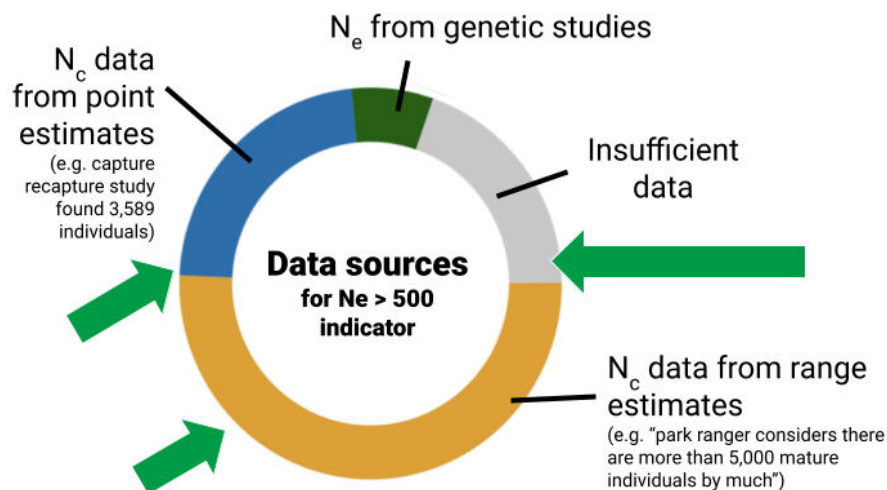 Nₑ from genetic studies
N꜀ data
from point
estimates
(e.g. capture
recapture study
found 3,589
individuals)
Insufficient
data
Data sources
for Ne > 500
indicator
N꜀ data from range
estimates
(e.g. “park ranger considers there
are more than 5,000 mature
individuals by much”)